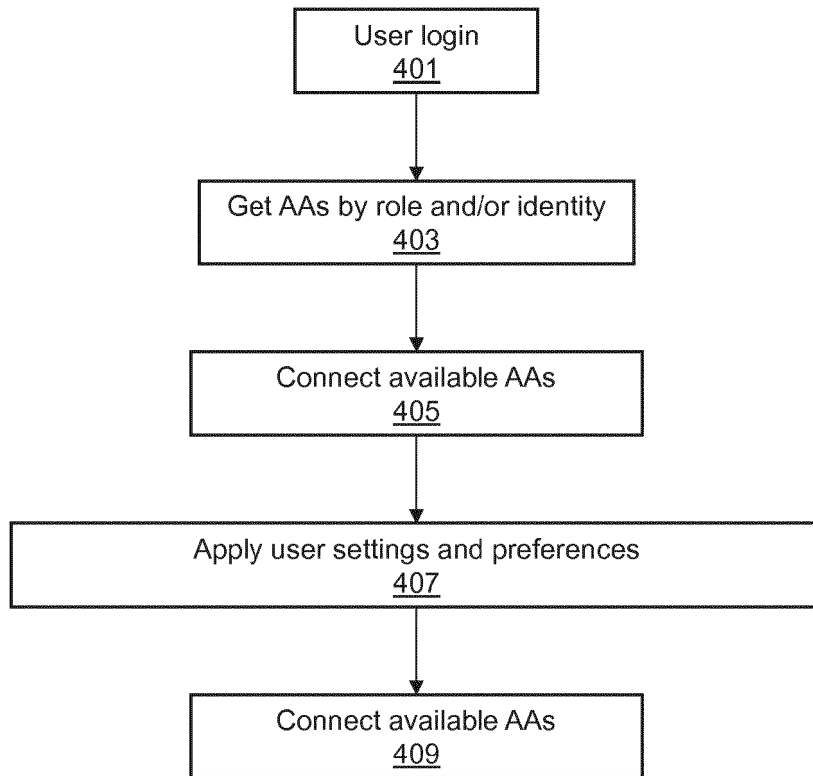 User login
401
Get AAs by role and/or identity
403
Connect available AAs
405
Apply user settings and preferences
407
Connect available AAs
409